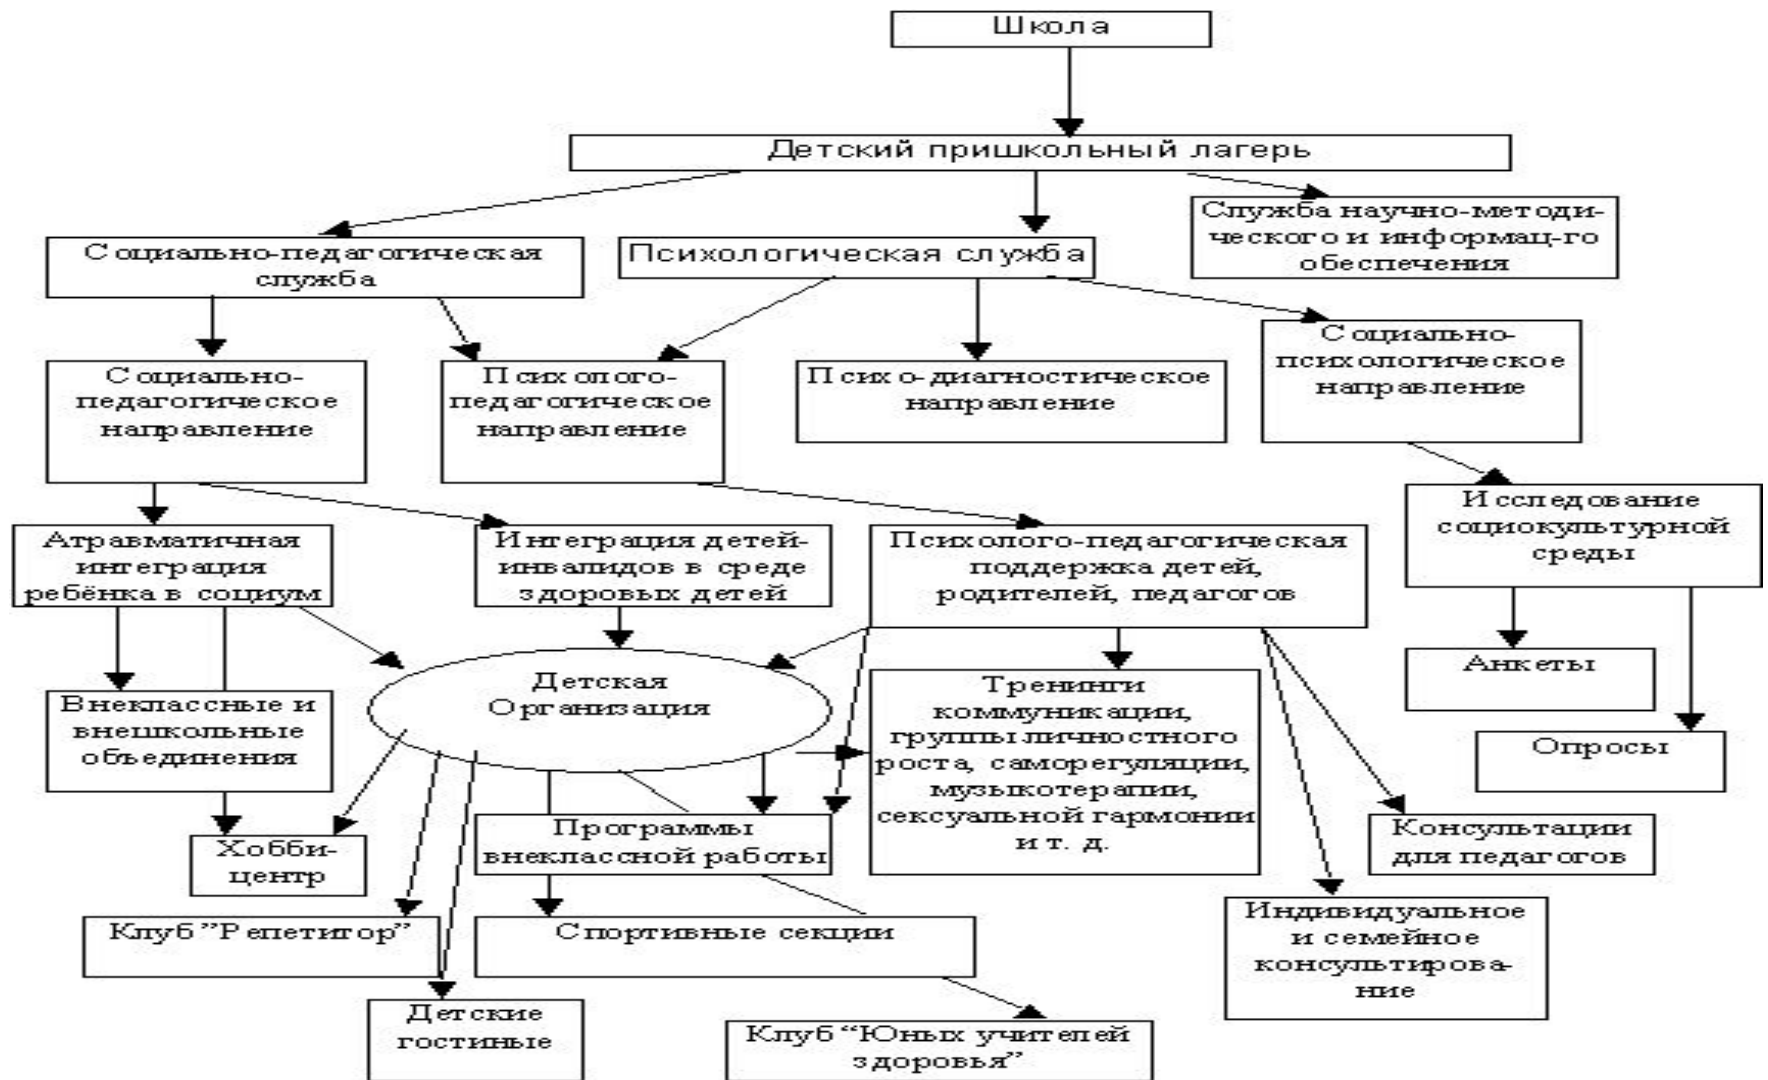 Школа
Детский пришкольный лагерь
Служба научно-методи-
ческого и информац-го
обеспечения
Социально-педагогическая
служба
Психологическая служба
Социально-
психологическое
направление
Социально-
педагогическое
направление
Психолого-
педагогическое
направление
Психо-диагностическое
направление
Исследование
социокультурной
среды
Атравматичная
интеграция
ребёнка в социум
Интеграция детей-
инвалидов в среде
здоровых детей
Психолого-педагогическая
поддержка детей,
родителей, педагогов
Анкеты
Опросы
Детская
Организация
Внеклассные и
внешкольные
объединения
Тренинги
коммуникации,
группы личностного
роста, саморегуляции,
музыкотерапии,
сексуальной гармонии
и т. д.
Программы
внеклассной работы
Консультации
для педагогов
Хобби-
центр
Клуб ”Репетитор”
Спортивные секции
Индивидуальное
и семейное
консультирова-
ние
Детские
гостиные
Клуб “Юных учителей
здоровья”